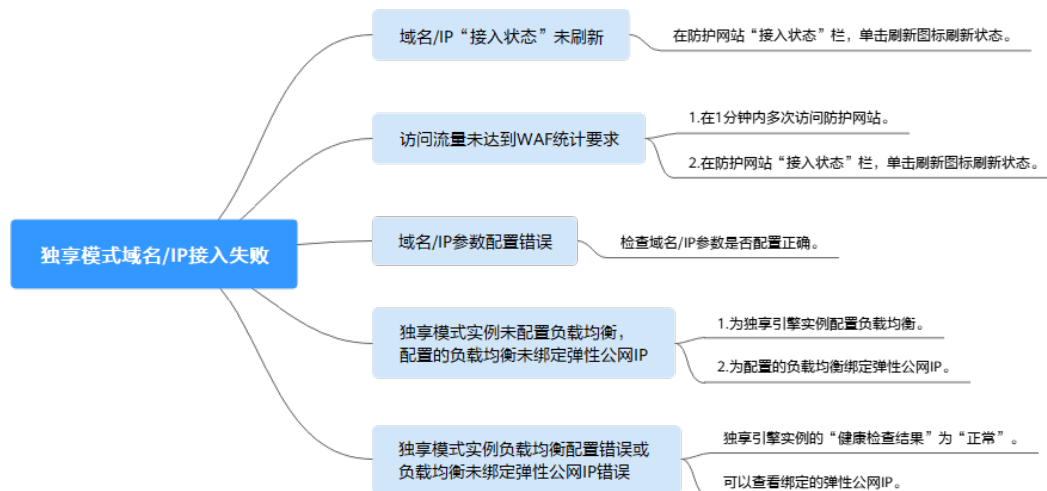 域名/IP“接入状态”未刷新
在防护网站“接入状态”栏，单击刷新图标刷新状态。
访问流量未达到WAF统计要求
1.在1分钟内多次访问防护网站。
2.在防护网站“接入状态”栏，单击刷新图标刷新状态。
独享模式域名/IP接入失败
域名/IP参数配置错误
检查域名/IP参数是否配置正确。
独享模式实例未配置负载均衡，
配置的负载均衡未绑定弹性公网IP
1.为独享引擎实例配置负载均衡。
2.为配置的负载均衡绑定弹性公网IP。
独享模式实例负载均衡配置错误或
负载均衡未绑定弹性公网IP错误
独享引擎实例的“健康检查结果”为“正常”。
可以查看绑定的弹性公网IP。